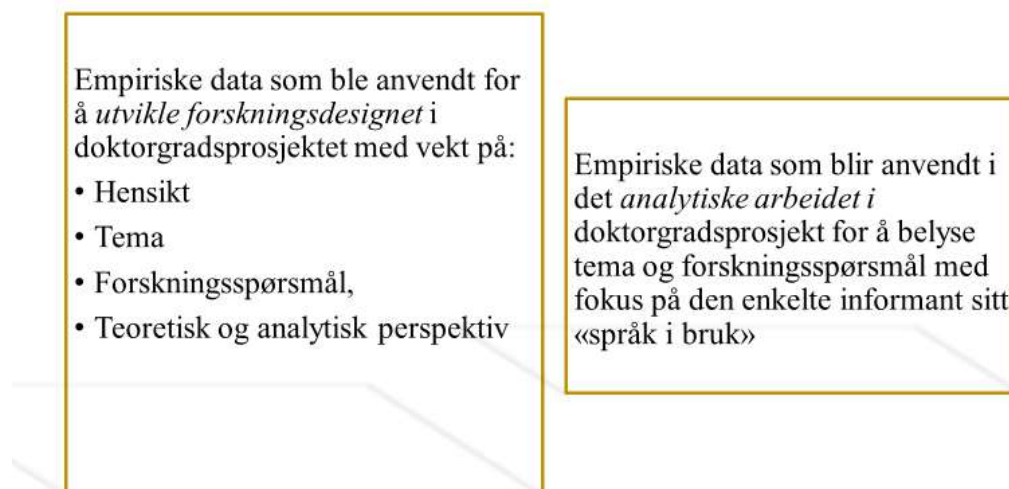 Empiriske data som ble anvendt for
å utvikle forskningsdesignet i
doktorgradsprosjektet med vekt på:
• Hensikt
• Tema
• Forskningsspørsmål,
• Teoretisk og analytisk perspektiv
Empiriske data som blir anvendt i
det analytiske arbeidet i
doktorgradsprosjekt for å belyse
tema og forskningsspørsmål med
fokus på den enkelte informant sitt
«språk i bruk»